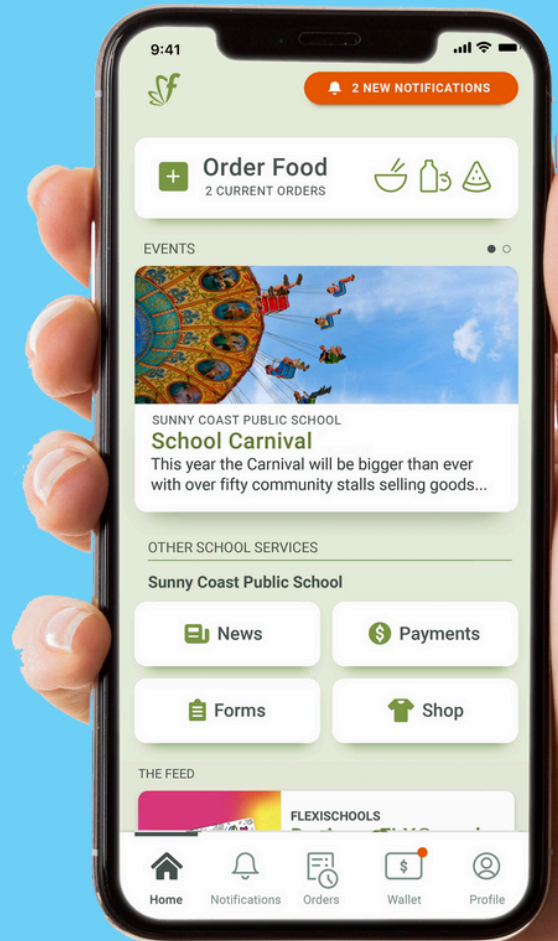 9:41
2 NEW NOTIFICATIONS
Order Food
2 CURRENT ORDERS
EVENTS
SUNNY COAST PUBLIC SCHOOL
School Carnival
This year the Carnival will be bigger than ever
with over fifty community stalls selling goods...
OTHER SCHOOL SERVICES
Sunny Coast Public School
News
Payments
Forms
Shop
THE FEED
FLEXISCHOOLS
Home
Notifications
Orders
Wallet
Profile